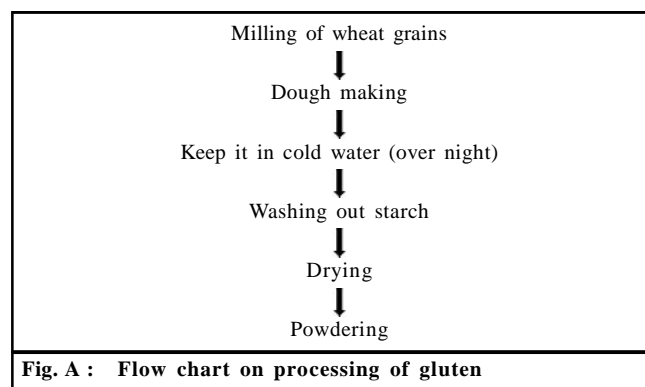 Milling of wheat grains
Dough making
Keep it in cold water (over night)
Washing out starch
Drying
Powdering
Fig. A : Flow chart on processing of gluten